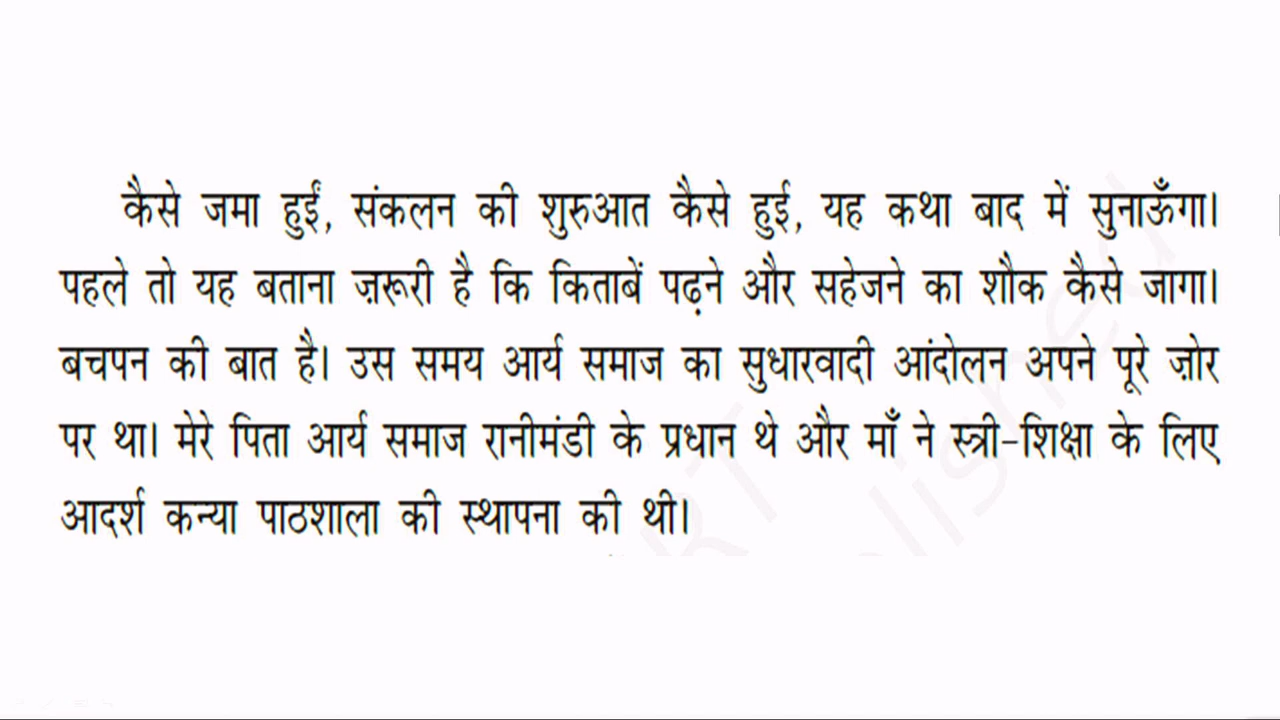 कैसे जमा हुईं, संकलन की शुरुआत कैसे हुई, यह कथा बाद में सुनाऊँगा।
पहले तो यह बताना ज़रूरी है कि किताबें पढ़ने और सहेजने का शौक कैसे जागा।
बचपन की बात है। उस समय आर्य समाज का सुधारवादी आंदोलन अपने पूरे ज़ोर
पर था। मेरे पिता आर्य समाज रानीमंडी के प्रधान थे और माँ ने स्त्री-शिक्षा के लिए
आदर्श कन्या पाठशाला की स्थापना की थी।